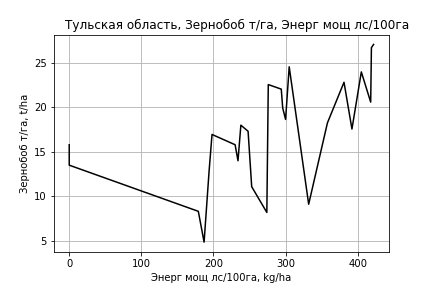 Тульская область, Зернобоб т/га, Энерг мощ лс/100га
Зернобоб т/га, t/ha
25
20
15
10
5
0 100 200 300 400
Энерг мощ лс/100га, kg/ha